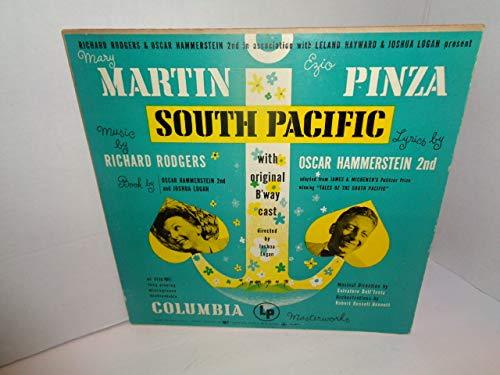 RICHARD RODGERS & OSCAR HAMMERSTEIN 2nd in association with LELAND HAYWARD & JOSHUA LOGAN present
Mary
MARTIN
Ezio
PINZA
SOUTH PACIFIC
Music by
RICHARD RODGERS
Book by
OSCAR HAMMERSTEIN 2nd
and JOSHUA LOGAN
with
original
B'way
cast
directed
by
Joshua
Logan
Lyrics by
OSCAR HAMMERSTEIN 2nd
adapted from JAMES A. MICHENER'S Pulitzer Prize
winning "TALES OF THE SOUTH PACIFIC"
long playing
microgroove
COLUMBIA
LP
Masterworks
Musical Direction by
Salvatore Dell'Isola
Orchestrations by
Robert Russell Bennett